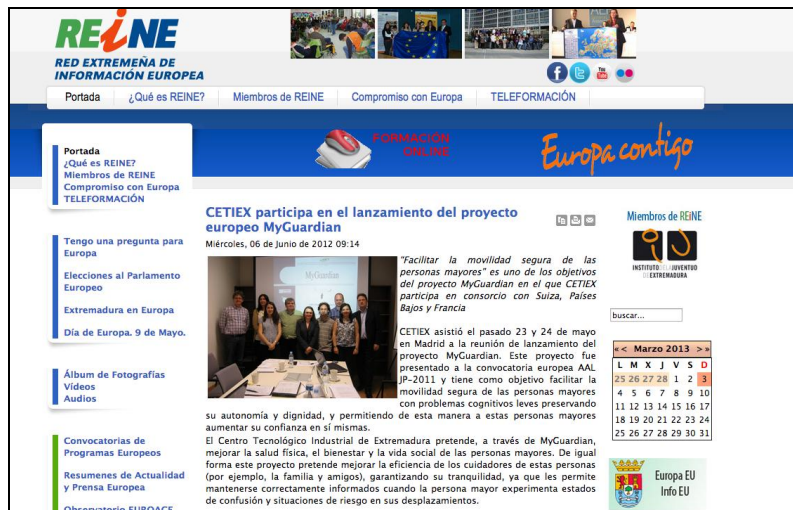 REiNE
RED EXTREMEÑA DE
INFORMACIÓN EUROPEA
Portada ¿Qué es REINE? Miembros de REINE Compromiso con Europa TELEFORMACIÓN
FORMACIÓN
ONLINE
Europa contigo
Portada
¿Qué es REINE?
Miembros de REINE
Compromiso con Europa
TELEFORMACIÓN
Tengo una pregunta para
Europa
Elecciones al Parlamento
Europeo
Extremadura en Europa
Día de Europa. 9 de Mayo.
Álbum de Fotografías
Vídeos
Audios
Convocatorias de
Programas Europeos
Resumenes de Actualidad
y Prensa Europea
Observatorio EUROACE
CETIEX participa en el lanzamiento del proyecto
europeo MyGuardian
Miércoles, 06 de Junio de 2012 09:14
MyGuardian
"Facilitar la movilidad segura de las
personas mayores" es uno de los objetivos
del proyecto MyGuardian en el que CETIEX
participa en consorcio con Suiza, Países
Bajos y Francia
CETIEX asistió el pasado 23 y 24 de mayo
en Madrid a la reunión de lanzamiento del
proyecto MyGuardian. Este proyecto fue
presentado a la convocatoria europea AAL
JP-2011 y tiene como objetivo facilitar la
movilidad segura de las personas mayores
con problemas cognitivos leves preservando
su autonomía y dignidad, y permitiendo de esta manera a estas personas mayores
aumentar su confianza en sí mismas.
El Centro Tecnológico Industrial de Extremadura pretende, a través de MyGuardian,
mejorar la salud física, el bienestar y la vida social de las personas mayores. De igual
forma este proyecto pretende mejorar la eficiencia de los cuidadores de estas personas
(por ejemplo, la familia y amigos), garantizando su tranquilidad, ya que les permite
mantenerse correctamente informados cuando la persona mayor experimenta estados
de confusión y situaciones de riesgo en sus desplazamientos.
Miembros de REiNE
INSTITUTO DE LA JUVENTUD
DE EXTREMADURA
buscar...
<< Marzo 2013 >>
L M X J V S D
25 26 27 28 1 2 3
4 5 6 7 8 9 10
11 12 13 14 15 16 17
18 19 20 21 22 23 24
25 26 27 28 29 30 31
Europa EU
Info EU